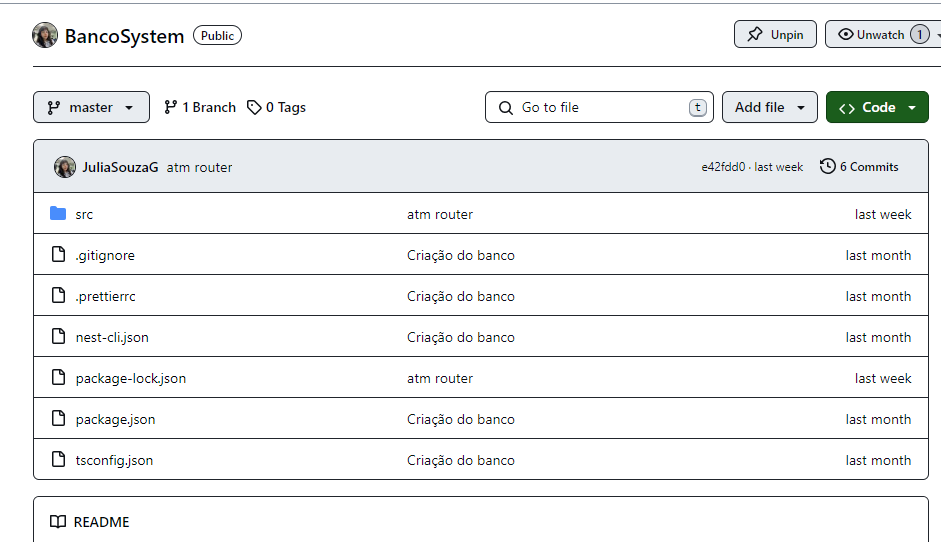 BancoSystem Public Unpin Unwatch 1
master 1 Branch 0 Tags Go to file t Add file Code
JuliaSouzaG atm router e42fdd0 · last week 6 Commits
src atm router last week
.gitignore Criação do banco last month
.prettierrc Criação do banco last month
nest-cli.json Criação do banco last month
package-lock.json atm router last week
package.json Criação do banco last month
tsconfig.json Criação do banco last month
README